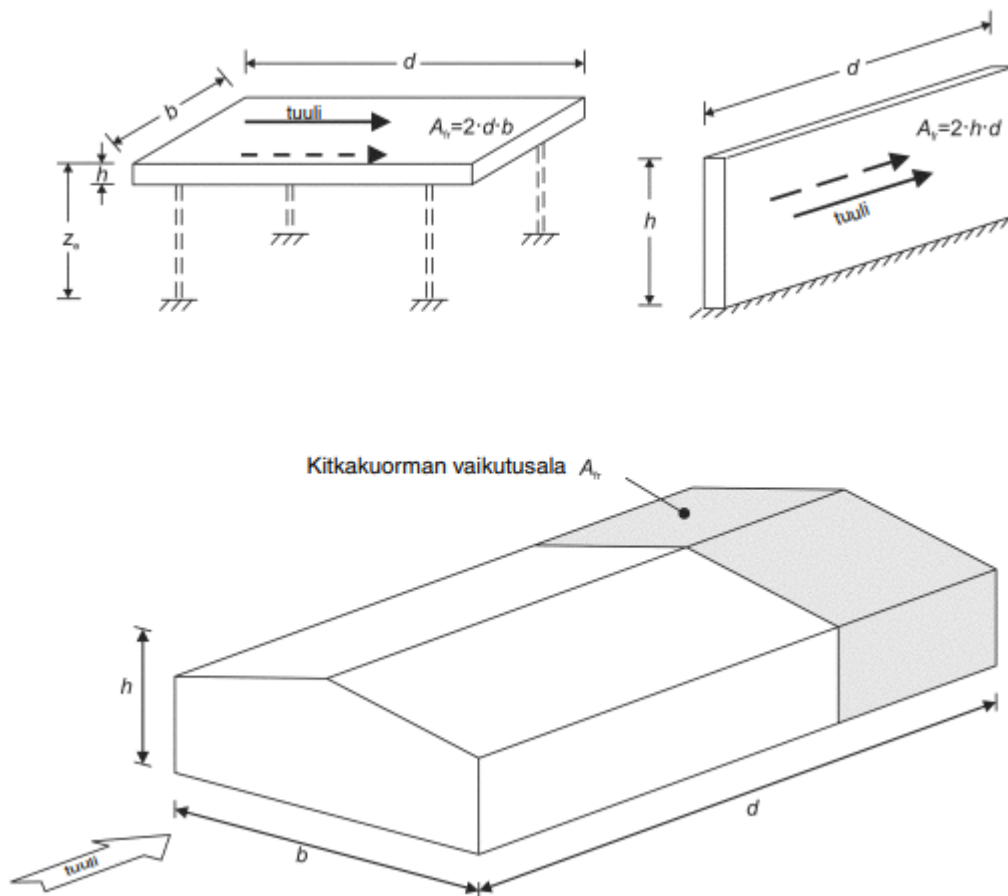 d
b
tuuli
A_fr=2·d·b
h
z_e
d
A_fr=2·h·d
h
tuuli
Kitkakuorman vaikutusala A_fr
h
tuuli
b
d